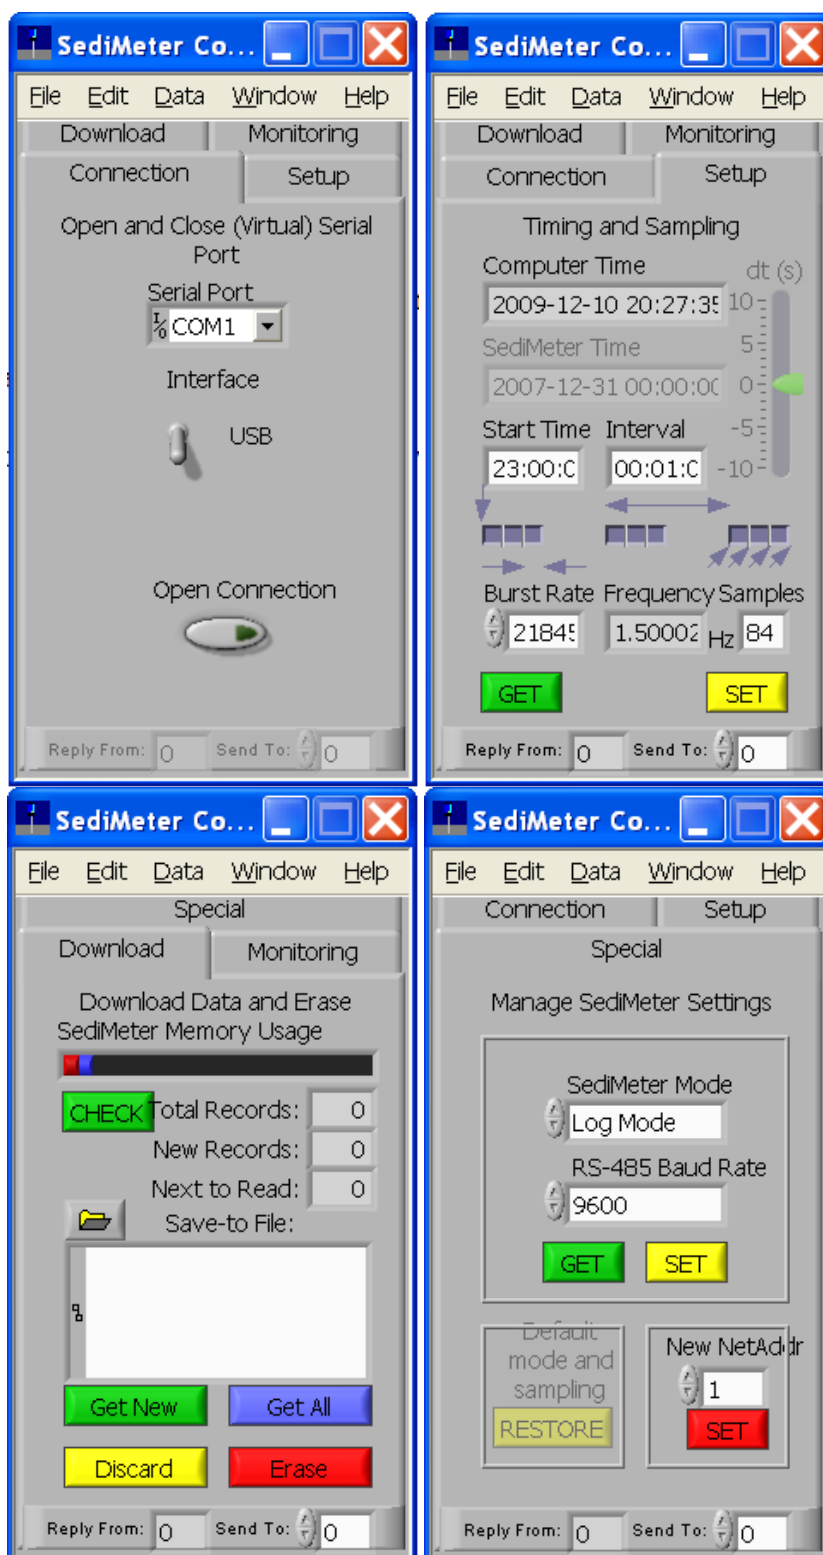 SediMeter Co...
File Edit Data Window Help
Download Monitoring
Connection Setup
Open and Close (Virtual) Serial
Port
Serial Port
I/O COM1
Interface
USB
Open Connection
Reply From: 0 Send To: 0
SediMeter Co...
File Edit Data Window Help
Download Monitoring
Connection Setup
Timing and Sampling
Computer Time
dt (s)
2009-12-10 20:27:35
10
SediMeter Time
5
2007-12-31 00:00:00
0
Start Time Interval
-5
23:00:0 00:01:0
-10
Burst Rate Frequency Samples
21845 1.50002 Hz 84
GET SET
Reply From: 0 Send To: 0
SediMeter Co...
File Edit Data Window Help
Special
Download Monitoring
Download Data and Erase
SediMeter Memory Usage
CHECK Total Records: 0
New Records: 0
Next to Read: 0
Save-to File:
Get New Get All
Discard Erase
Reply From: 0 Send To: 0
SediMeter Co...
File Edit Data Window Help
Connection Setup
Special
Manage SediMeter Settings
SediMeter Mode
Log Mode
RS-485 Baud Rate
9600
GET SET
Default
mode and
sampling
RESTORE
New NetAddr
1
SET
Reply From: 0 Send To: 0